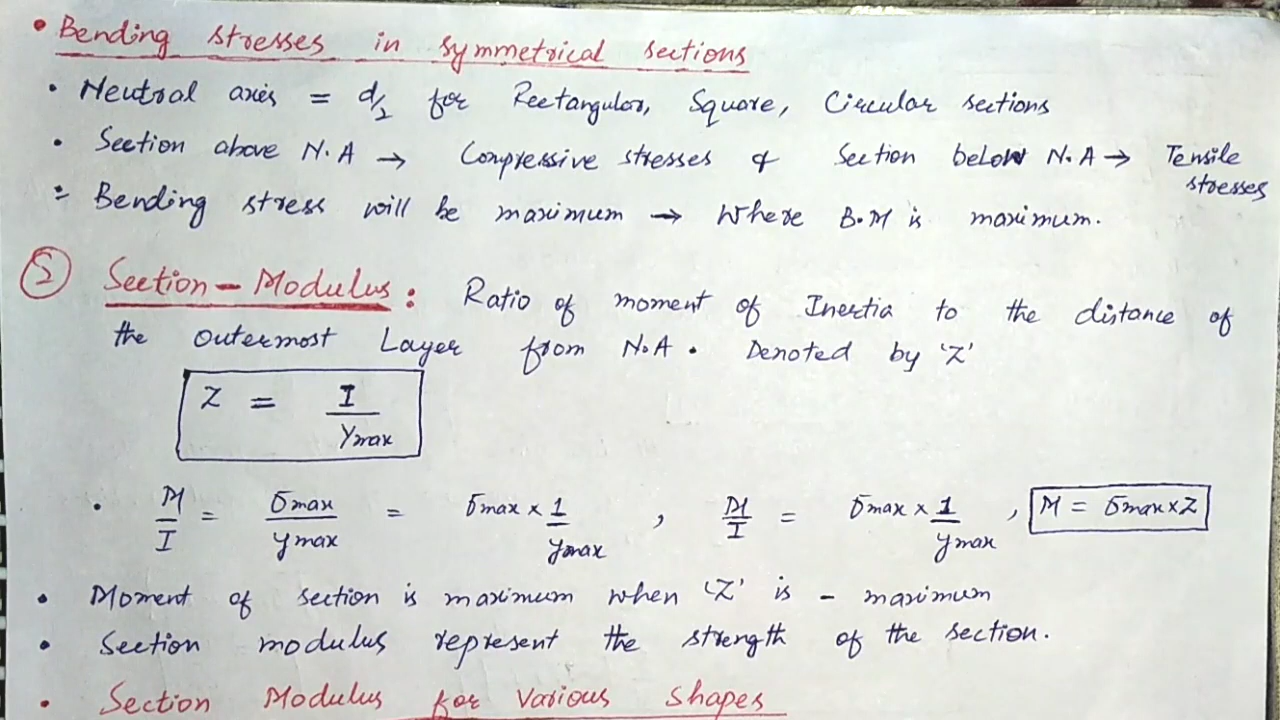 • Bending stresses in symmetrical sections
• Neutral axis = d/2 for Rectangular, Square, Circular sections
• Section above N.A → Compressive stresses & Section below N.A → Tensile stresses
∴ Bending stress will be maximum → Where B.M is maximum.
⑤ Section - Modulus : Ratio of moment of Inertia to the distance of
the outermost Layer from N.A. Denoted by 'Z'
Z = I / Ymax
• M/I = σmax/ymax = σmax x 1/ymax , M/I = σmax x 1/ymax , M = σmax x Z
• Moment of section is maximum when 'Z' is - maximum
• Section modulus represent the strength of the section.
• Section Modulus for various shapes